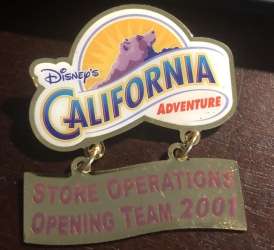 Disney's
CALIFORNIA
ADVENTURE
STORE OPERATIONS
OPENING TEAM 2001